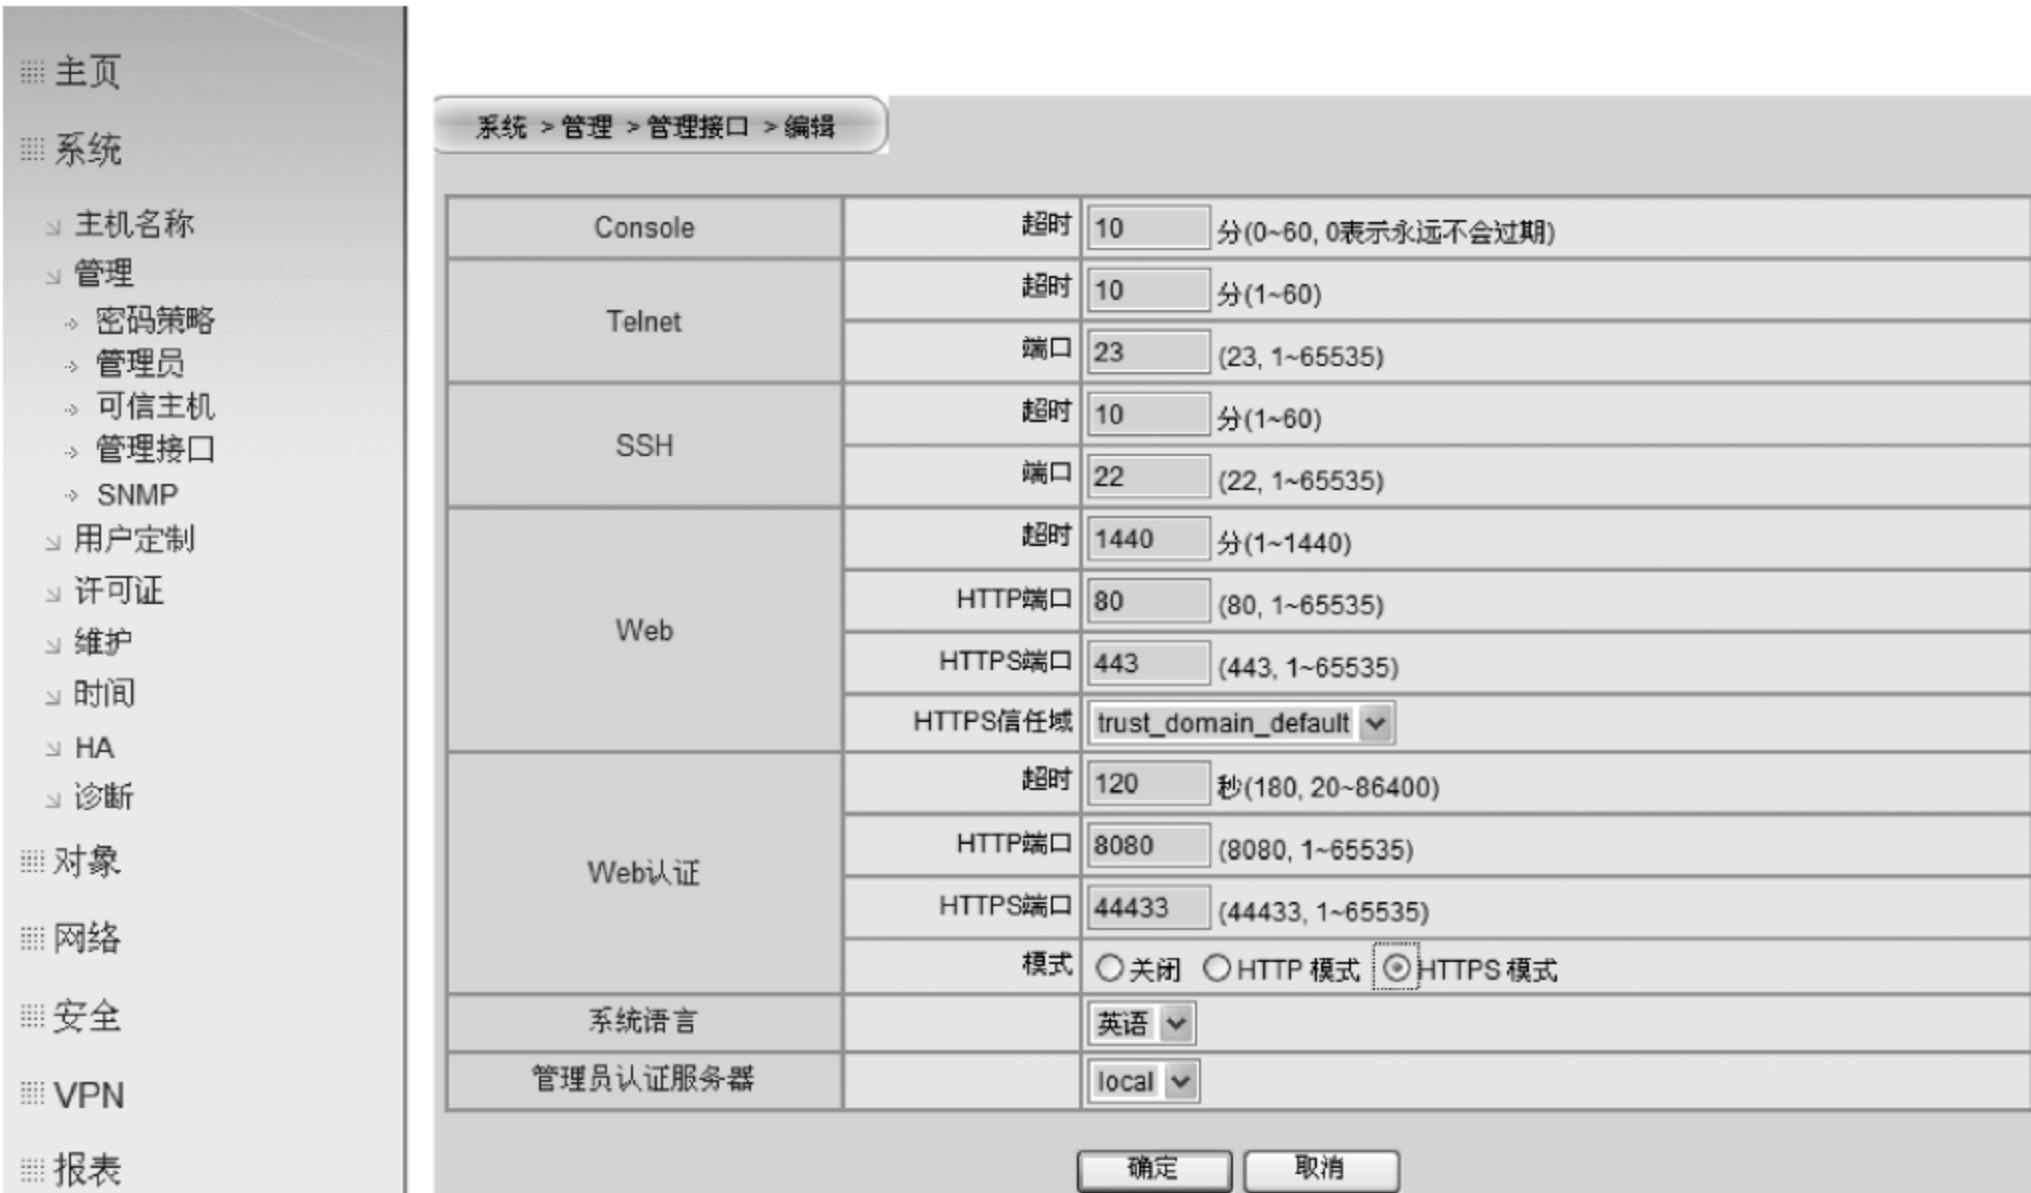 主页
系统
主机名称
管理
密码策略
管理员
可信主机
管理接口
SNMP
用户定制
许可证
维护
时间
HA
诊断
对象
网络
安全
VPN
报表
系统 >管理 >管理接口 >编辑
Console 超时 10 分(0~60, 0表示永远不会过期)
Telnet 超时 10 分(1~60)
端口 23 (23, 1~65535)
SSH 超时 10 分(1~60)
端口 22 (22, 1~65535)
Web 超时 1440 分(1~1440)
HTTP端口 80 (80, 1~65535)
HTTPS端口 443 (443, 1~65535)
HTTPS信任域 trust_domain_default
Web认证 超时 120 秒(180, 20~86400)
HTTP端口 8080 (8080, 1~65535)
HTTPS端口 44433 (44433, 1~65535)
模式 关闭 HTTP 模式 HTTPS 模式
系统语言 英语
管理员认证服务器 local
确定 取消